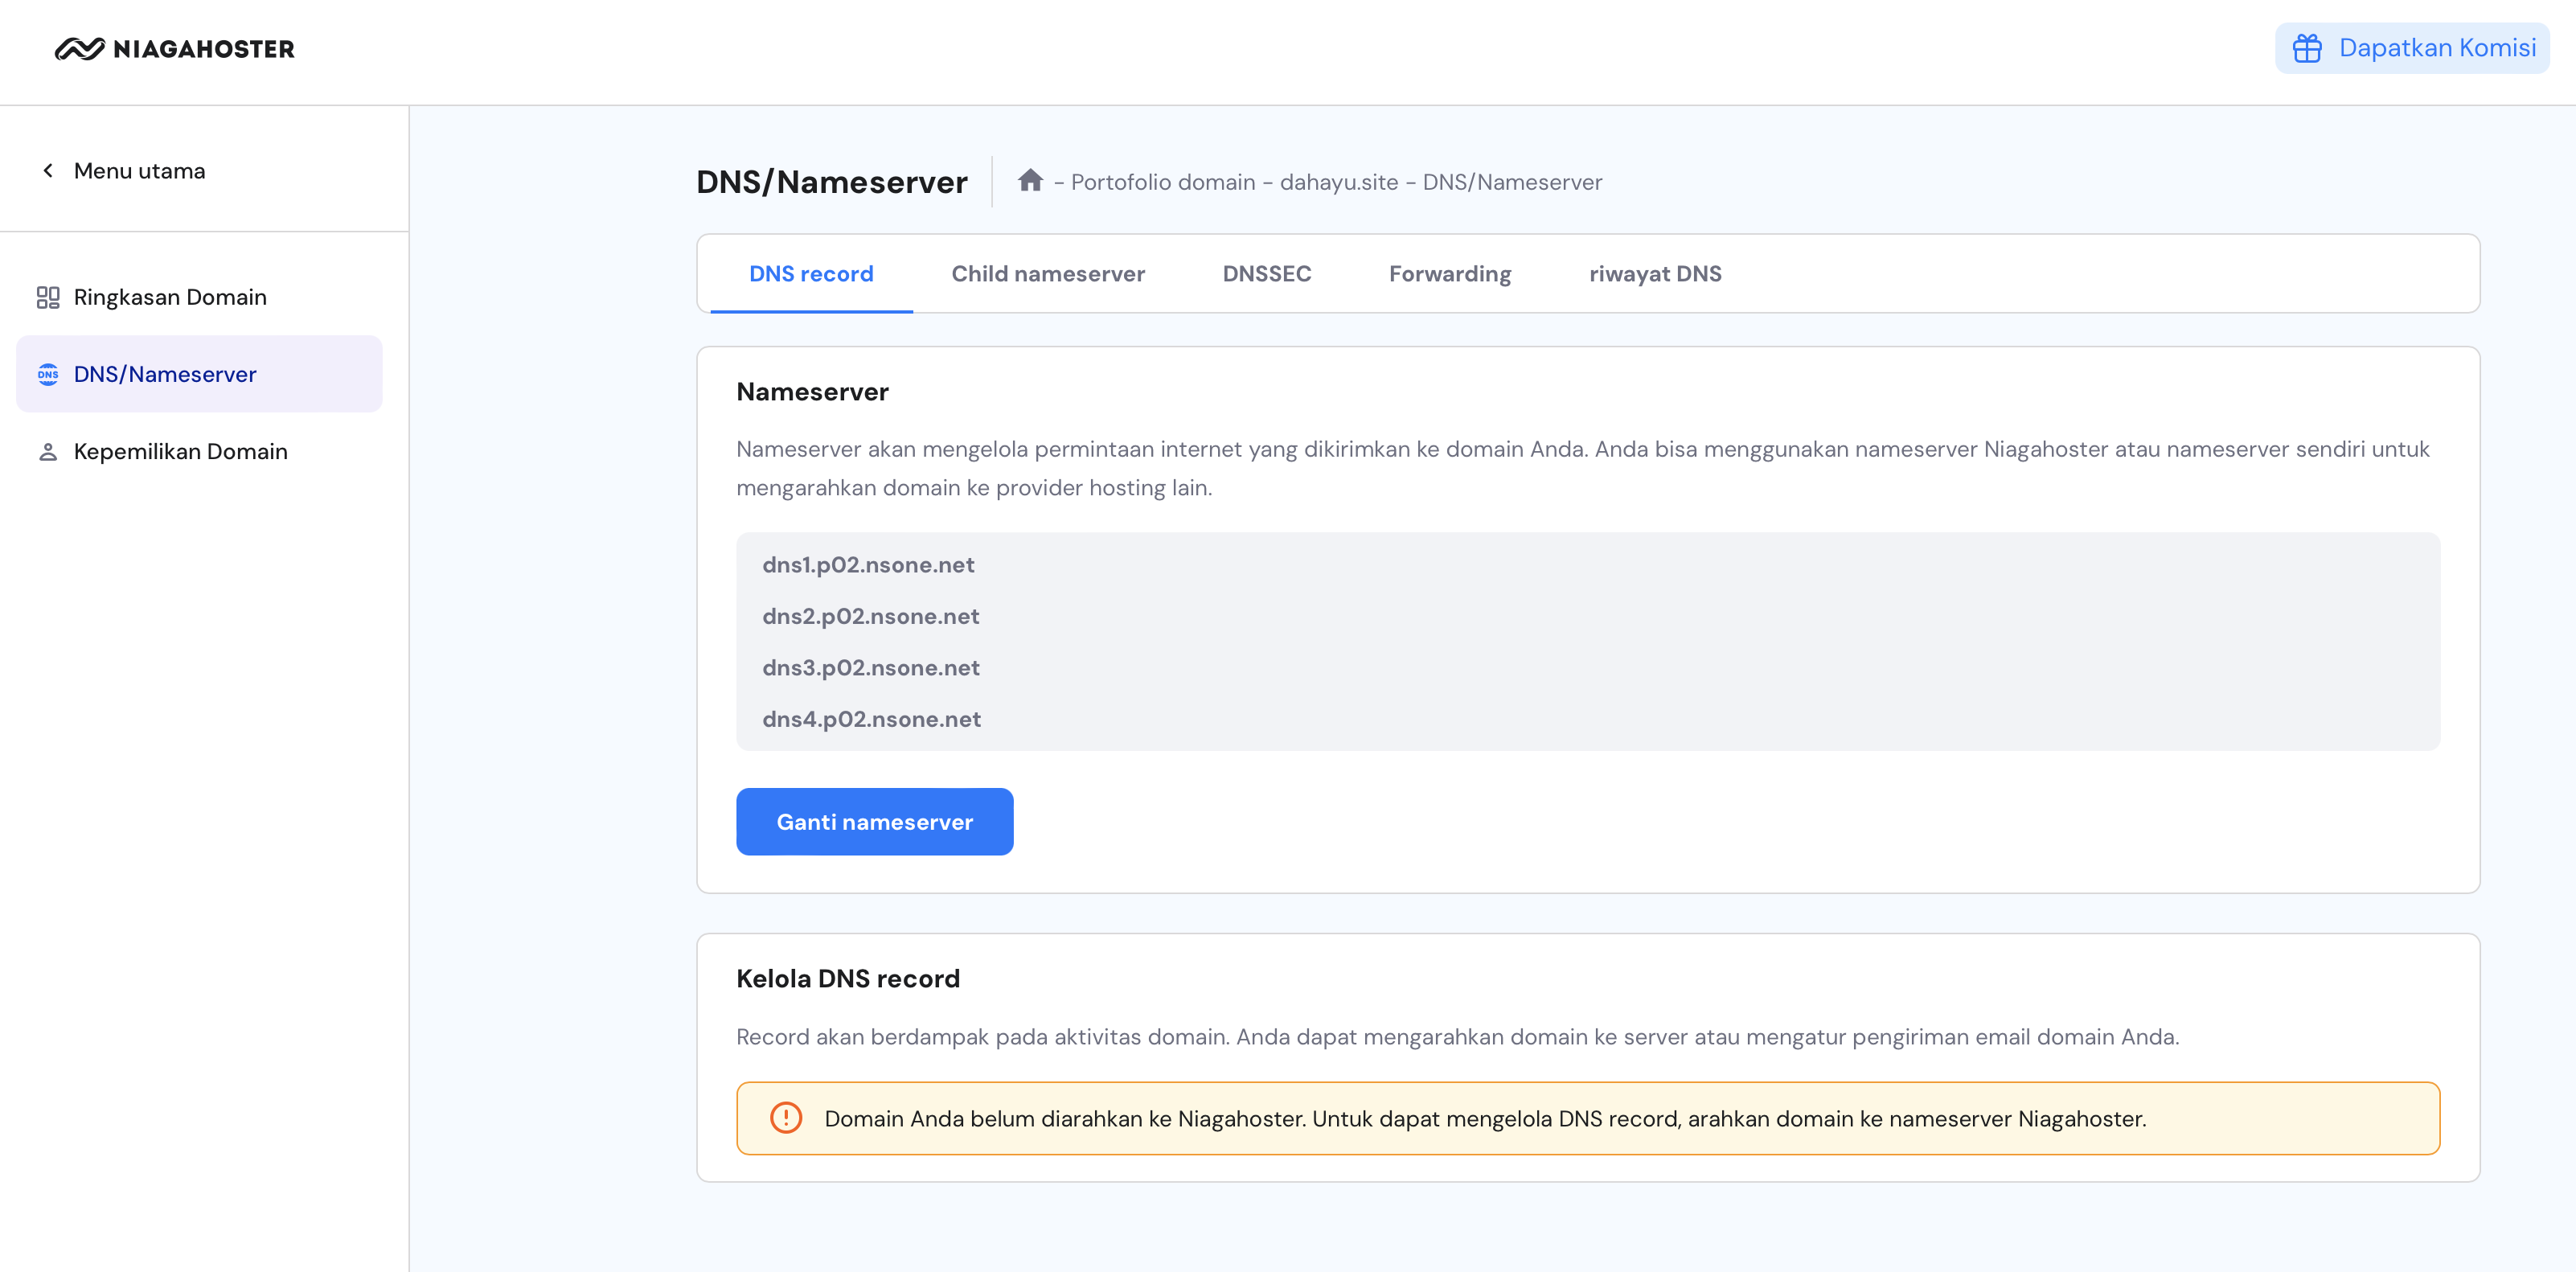 NIAGAHOSTER
Dapatkan Komisi
Menu utama
Ringkasan Domain
DNS DNS/Nameserver
Kepemilikan Domain
DNS/Nameserver
- Portofolio domain - dahayu.site - DNS/Nameserver
DNS record Child nameserver DNSSEC Forwarding riwayat DNS
Nameserver
Nameserver akan mengelola permintaan internet yang dikirimkan ke domain Anda. Anda bisa menggunakan nameserver Niagahoster atau nameserver sendiri untuk
mengarahkan domain ke provider hosting lain.
dns1.p02.nsone.net
dns2.p02.nsone.net
dns3.p02.nsone.net
dns4.p02.nsone.net
Ganti nameserver
Kelola DNS record
Record akan berdampak pada aktivitas domain. Anda dapat mengarahkan domain ke server atau mengatur pengiriman email domain Anda.
Domain Anda belum diarahkan ke Niagahoster. Untuk dapat mengelola DNS record, arahkan domain ke nameserver Niagahoster.